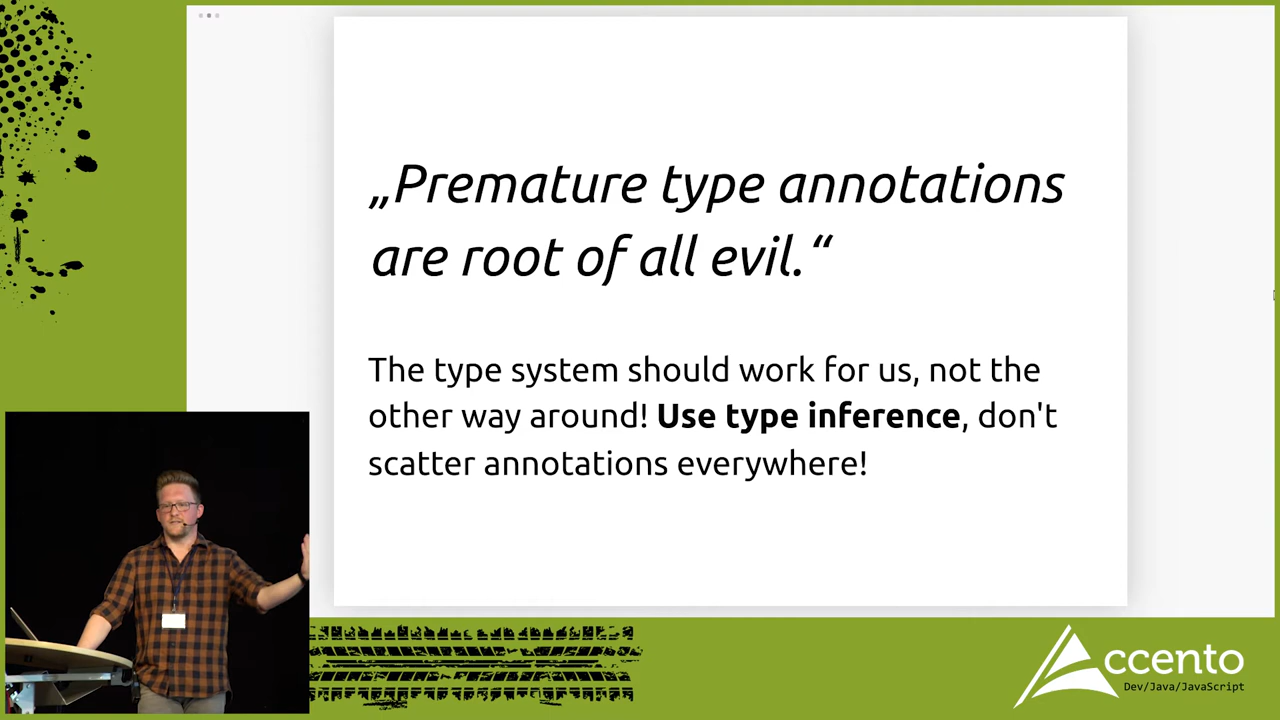 „Premature type annotations
are root of all evil.“
The type system should work for us, not the
other way around! Use type inference, don't
scatter annotations everywhere!
Accento
Dev/Java/JavaScript